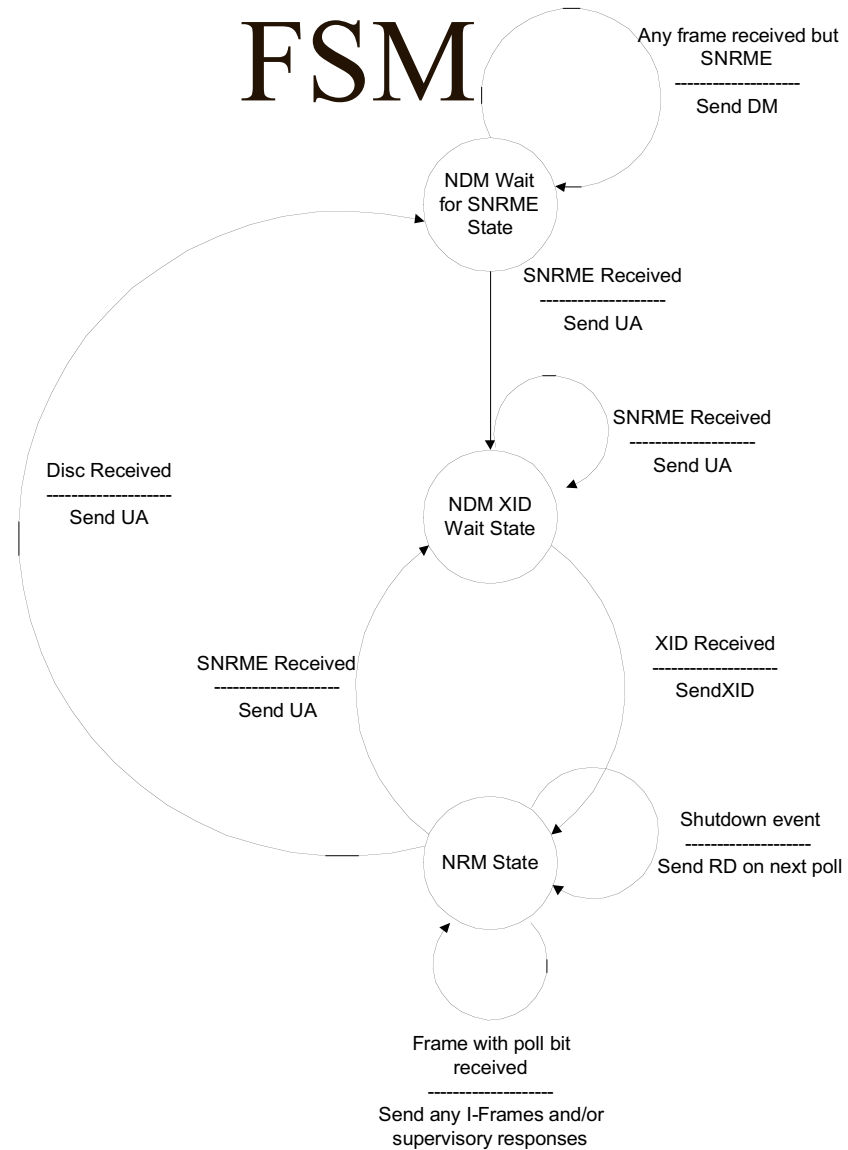 FSM
Any frame received but
SNRME
--------------------
Send DM
NDM Wait
for SNRME
State
SNRME Received
--------------------
Send UA
SNRME Received
--------------------
Send UA
Disc Received
--------------------
Send UA
NDM XID
Wait State
XID Received
--------------------
SendXID
SNRME Received
--------------------
Send UA
Shutdown event
--------------------
Send RD on next poll
NRM State
Frame with poll bit
received
--------------------
Send any I-Frames and/or
supervisory responses